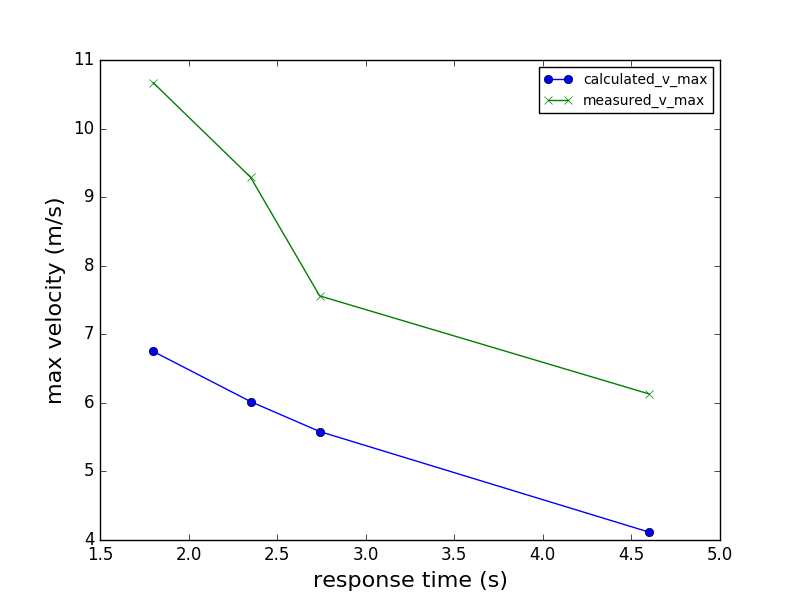 calculated_v_max
measured_v_max
max velocity (m/s)
11
10
9
8
7
6
5
4
1.5 2.0 2.5 3.0 3.5 4.0 4.5 5.0
response time (s)